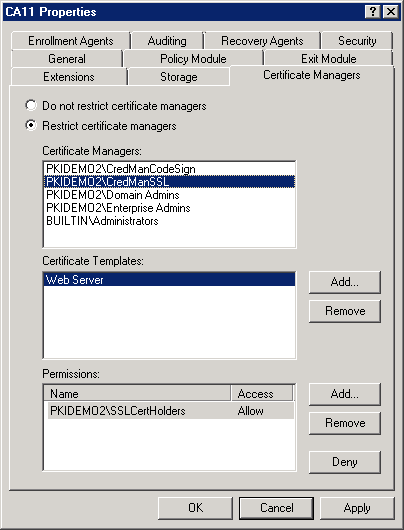 CA11 Properties
Enrollment Agents Auditing Recovery Agents Security
General Policy Module Exit Module
Extensions Storage Certificate Managers
Do not restrict certificate managers
Restrict certificate managers
Certificate Managers:
PKIDEMO2\CredManCodeSign
PKIDEMO2\CredManSSL
PKIDEMO2\Domain Admins
PKIDEMO2\Enterprise Admins
BUILTIN\Administrators
Certificate Templates:
Web Server
Add...
Remove
Permissions:
Name Access
PKIDEMO2\SSLCertHolders Allow
Add...
Remove
Deny
OK Cancel Apply